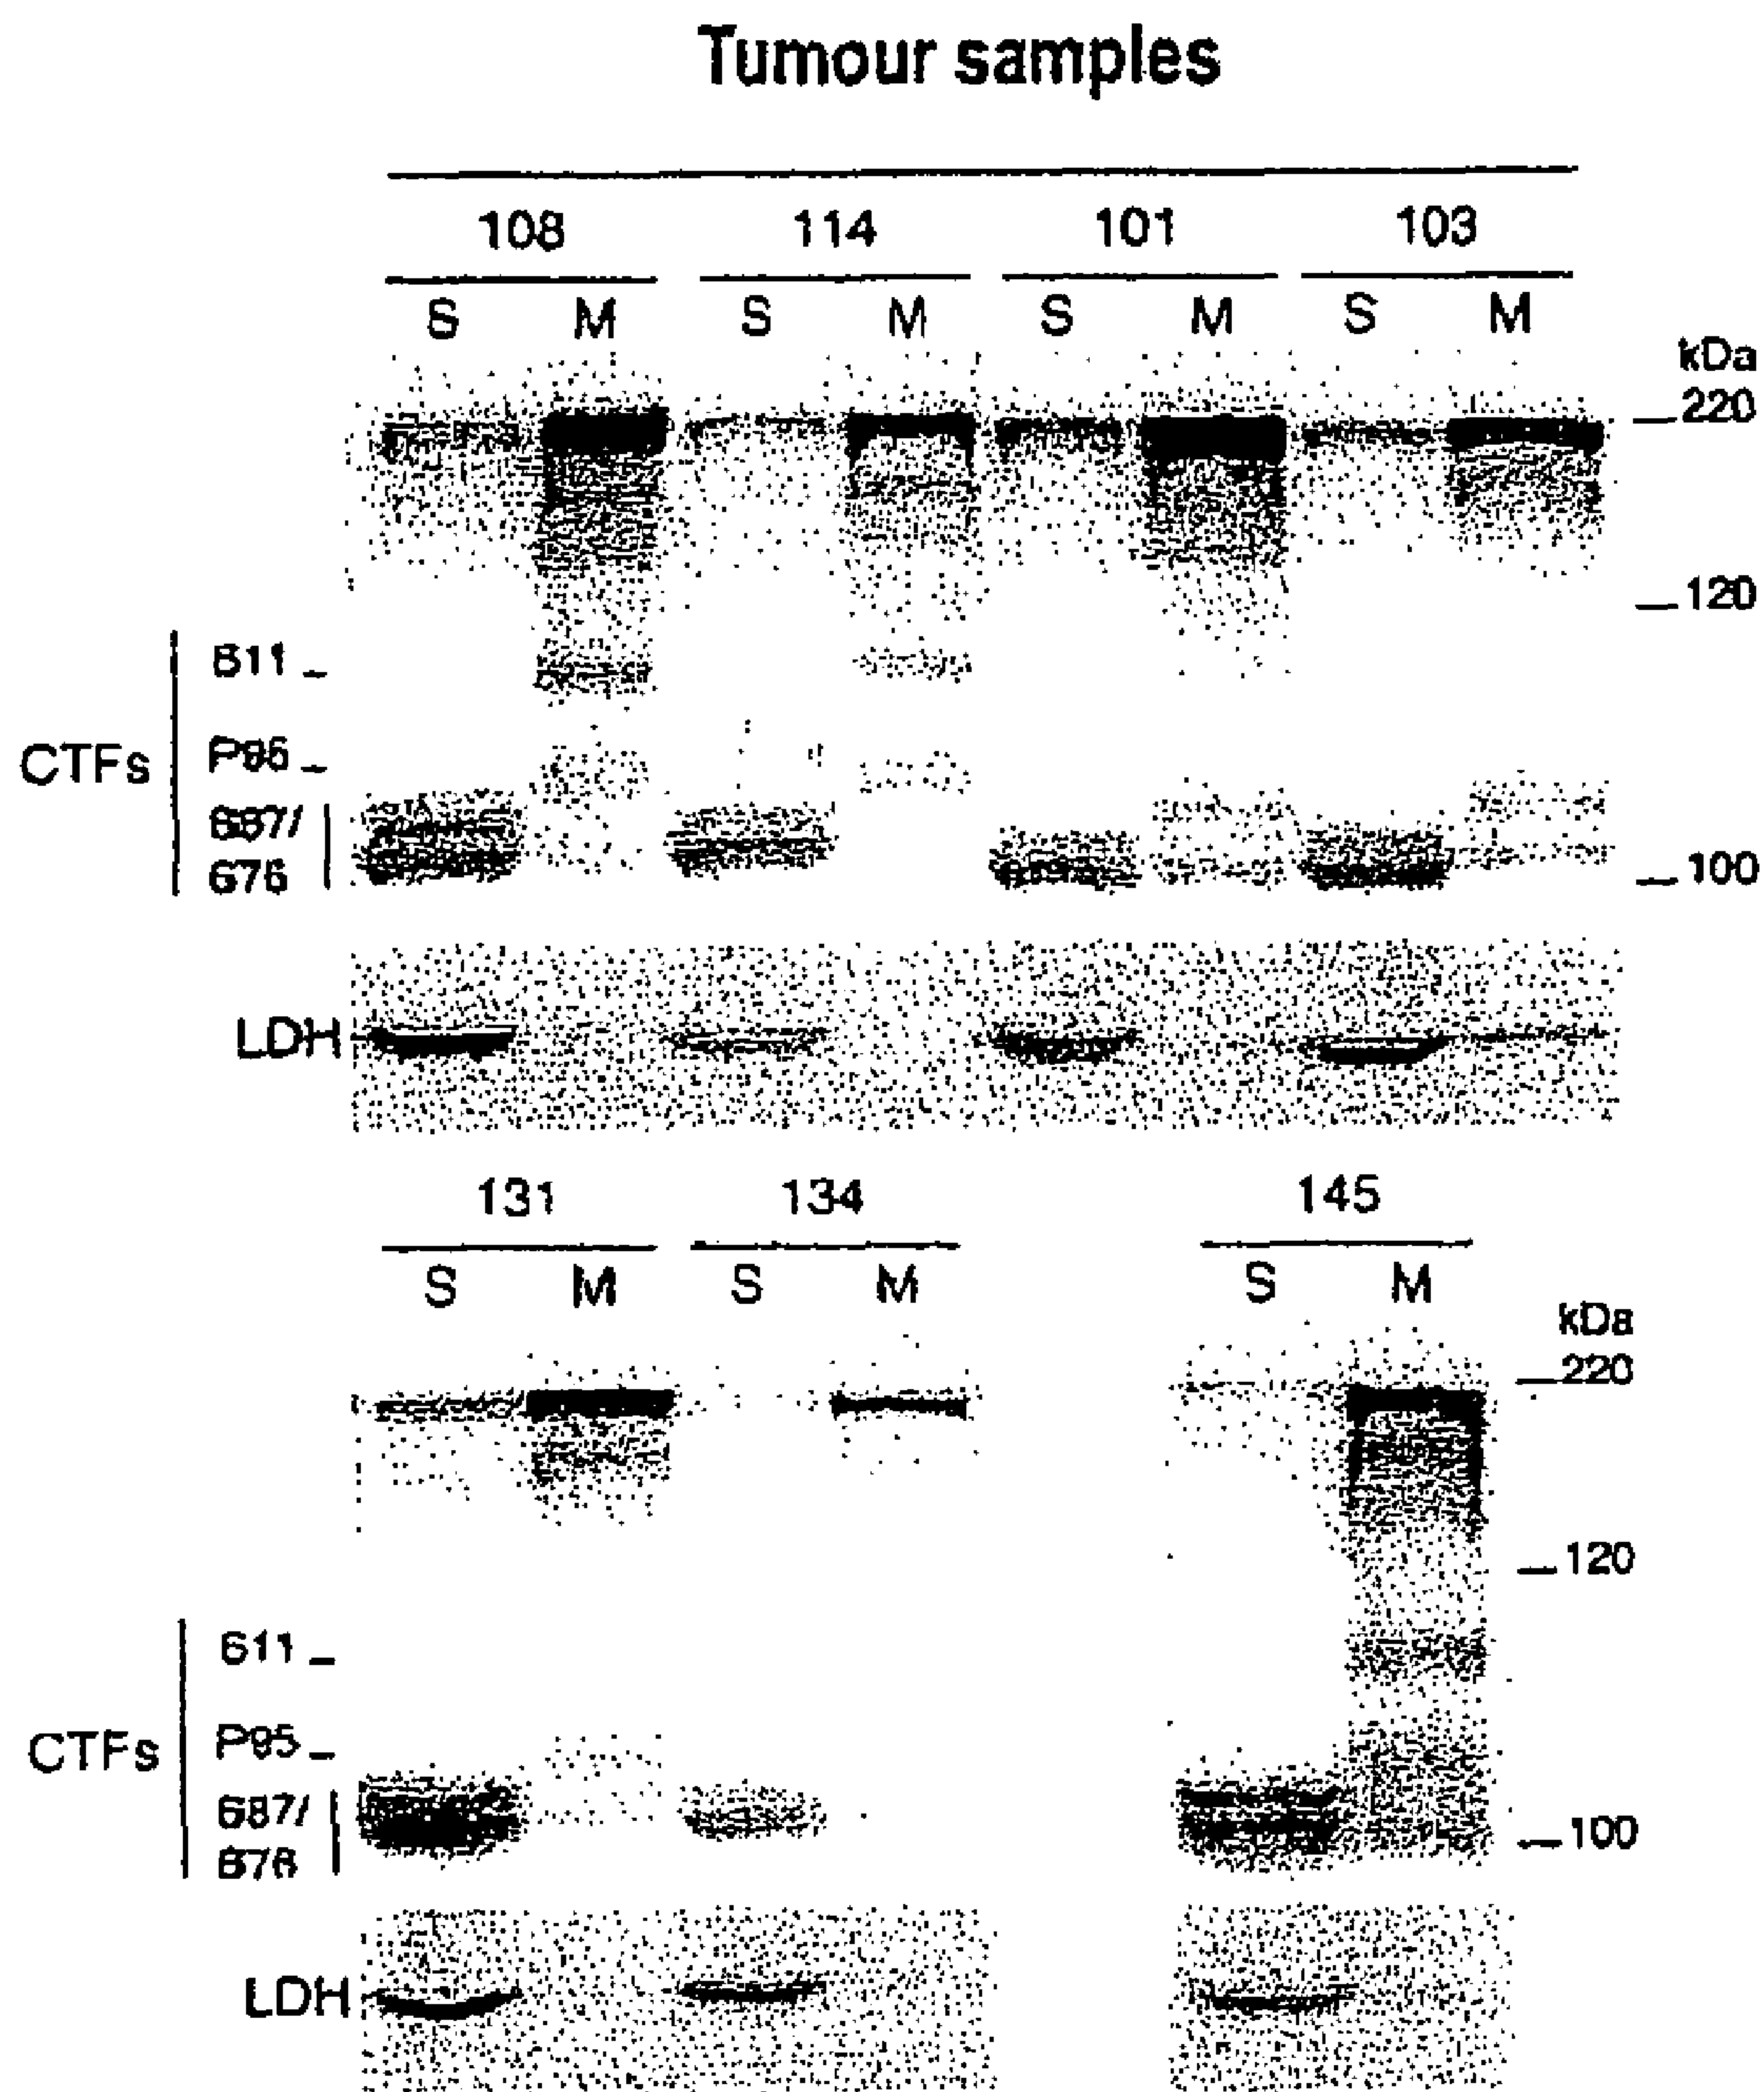 Tumour samples
108 114 101 103
S M S M S M S M
kDa
220
120
611
P95
CTFs
687/
676
100
LDH
131 134 145
S M S M S M
kDa
220
120
611
P95
CTFs
687/
676
100
LDH